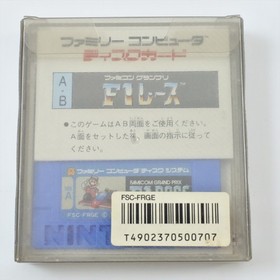 ファミリー コンピュータ
ディスクカード
A・B
ファミコン グランプリ
F1レース
●このゲームはAB両面をご使用ください。
A面をセットした後、画面の指示に従って
ください。
ファミリー コンピュータ ディスク システム
FAMICOM GRAND PRIX
FSC-FRGE
FSC-FRGE
T4902370500707